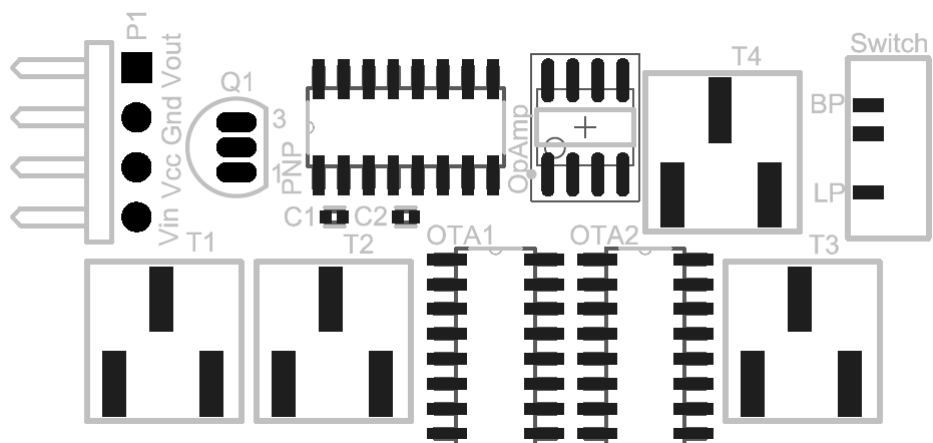 P1
Vout
Gnd
Vcc
Vin
Q1
3
1
PNP
OpAmp
T4
Switch
BP
LP
C1
C2
T1
T2
OTA1
OTA2
T3